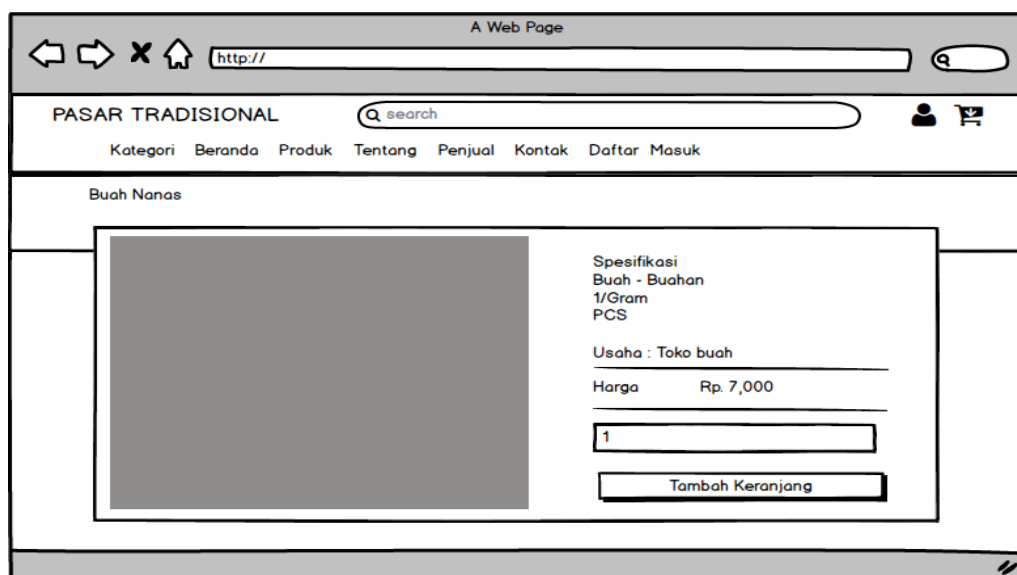 A Web Page
http://
PASAR TRADISIONAL
search
Kategori Beranda Produk Tentang Penjual Kontak Daftar Masuk
Buah Nanas
Spesifikasi
Buah - Buahan
1/Gram
PCS
Usaha : Toko buah
Harga Rp. 7,000
1
Tambah Keranjang